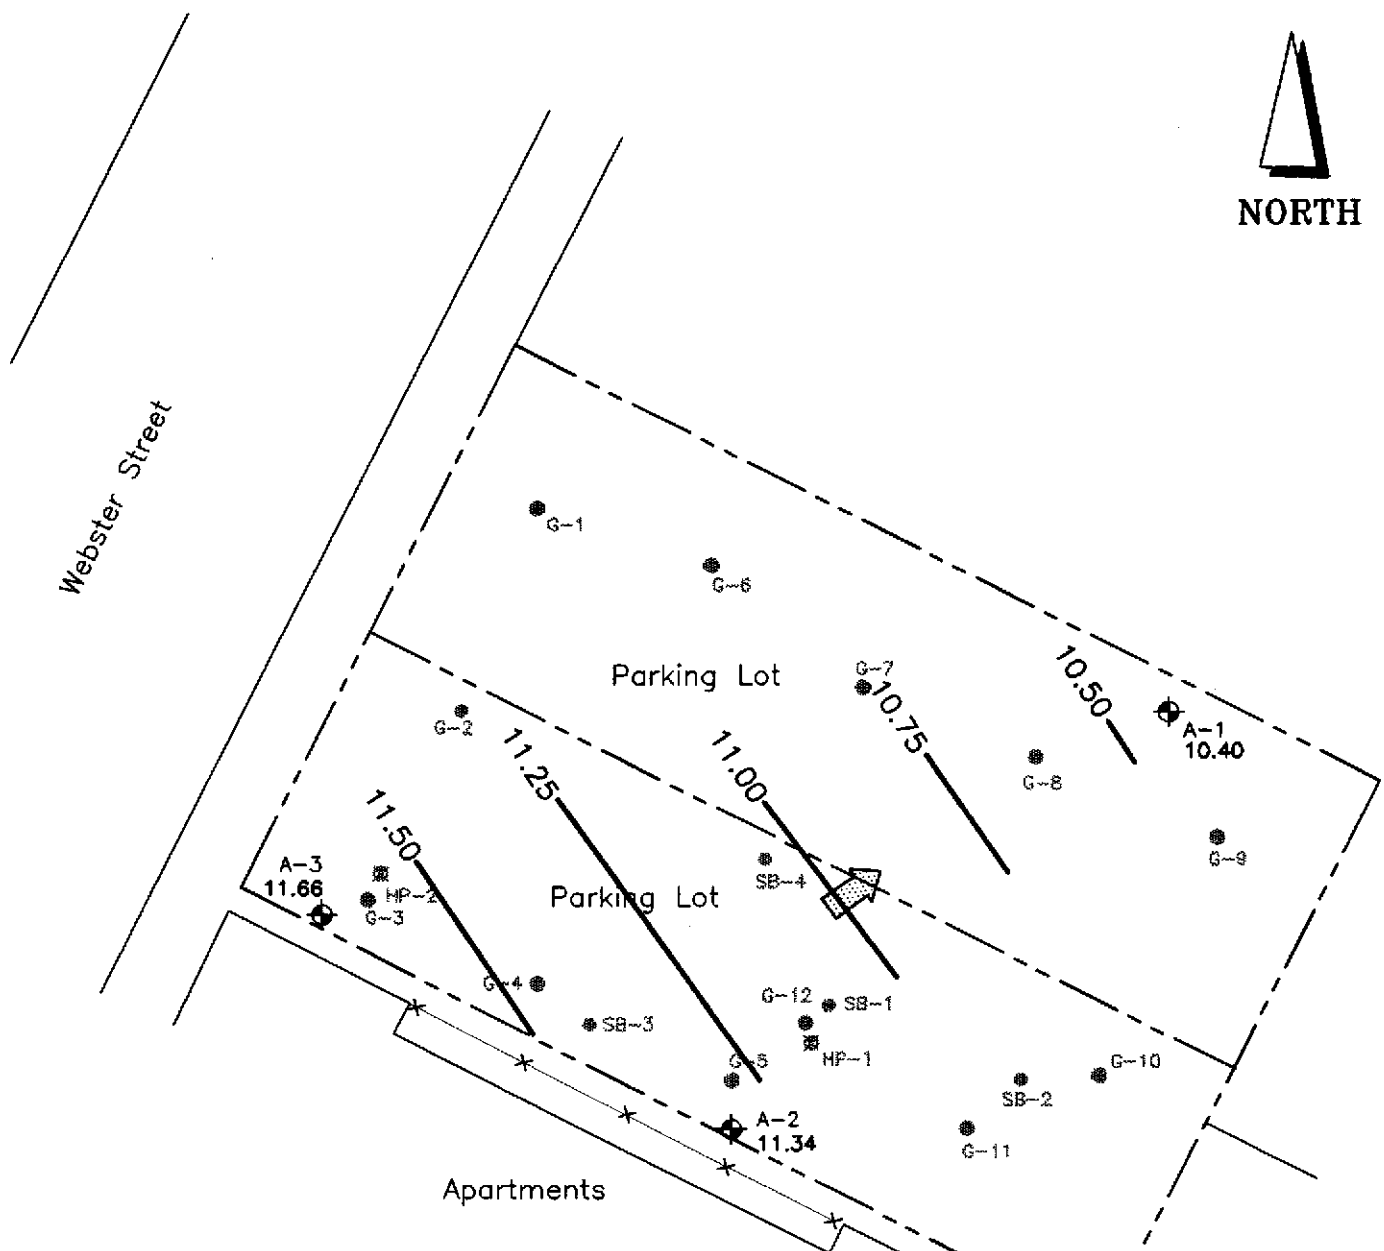 NORTH
Webster Street
G-1
G-6
Parking Lot
G-7
10.75
10.50
A-1
10.40
G-2
11.25
11.00
G-8
11.50
G-9
A-3
11.66
HP-2
G-3
Parking Lot
SB-4
G-4
SB-3
G-12
SB-1
HP-1
G-5
G-10
SB-2
A-2
11.34
G-11
Apartments